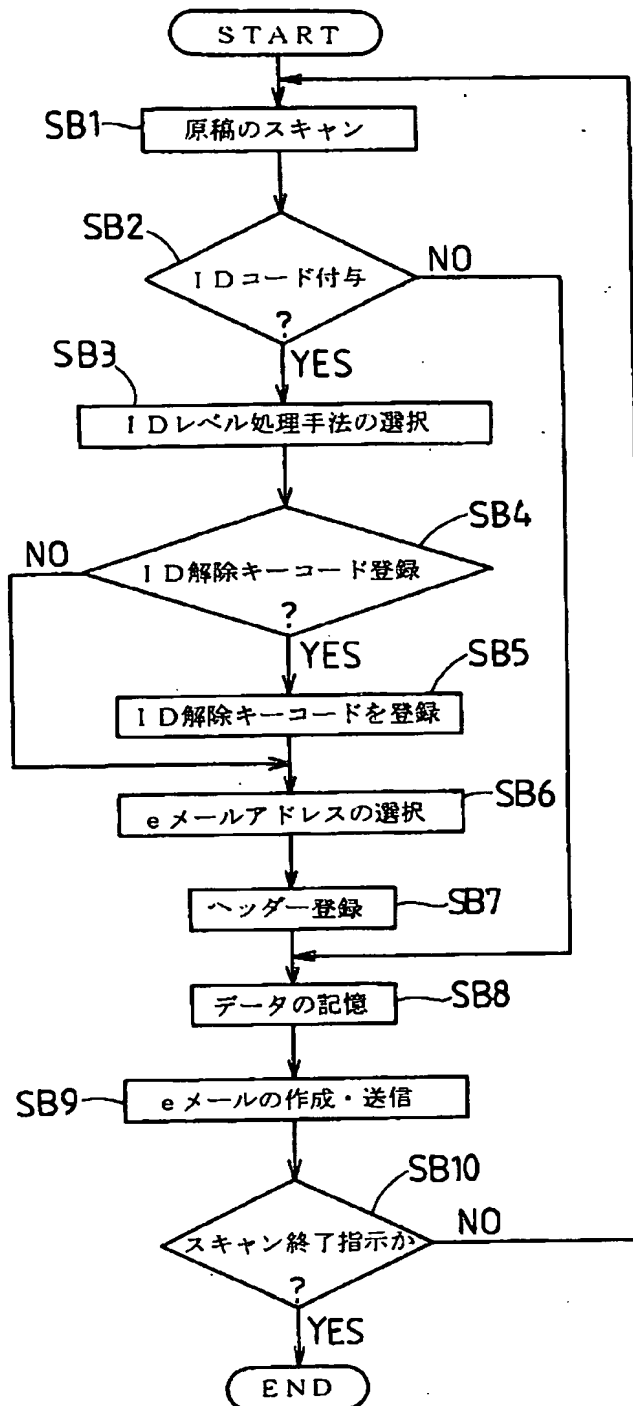 START
SB1
原稿のスキャン
SB2
IDコード付与
?
NO
YES
SB3
IDレベル処理手法の選択
SB4
ID解除キーコード登録
?
NO
YES
SB5
ID解除キーコードを登録
eメールアドレスの選択
SB6
ヘッダー登録
SB7
データの記憶
SB8
SB9
eメールの作成・送信
SB10
スキャン終了指示か
?
NO
YES
END